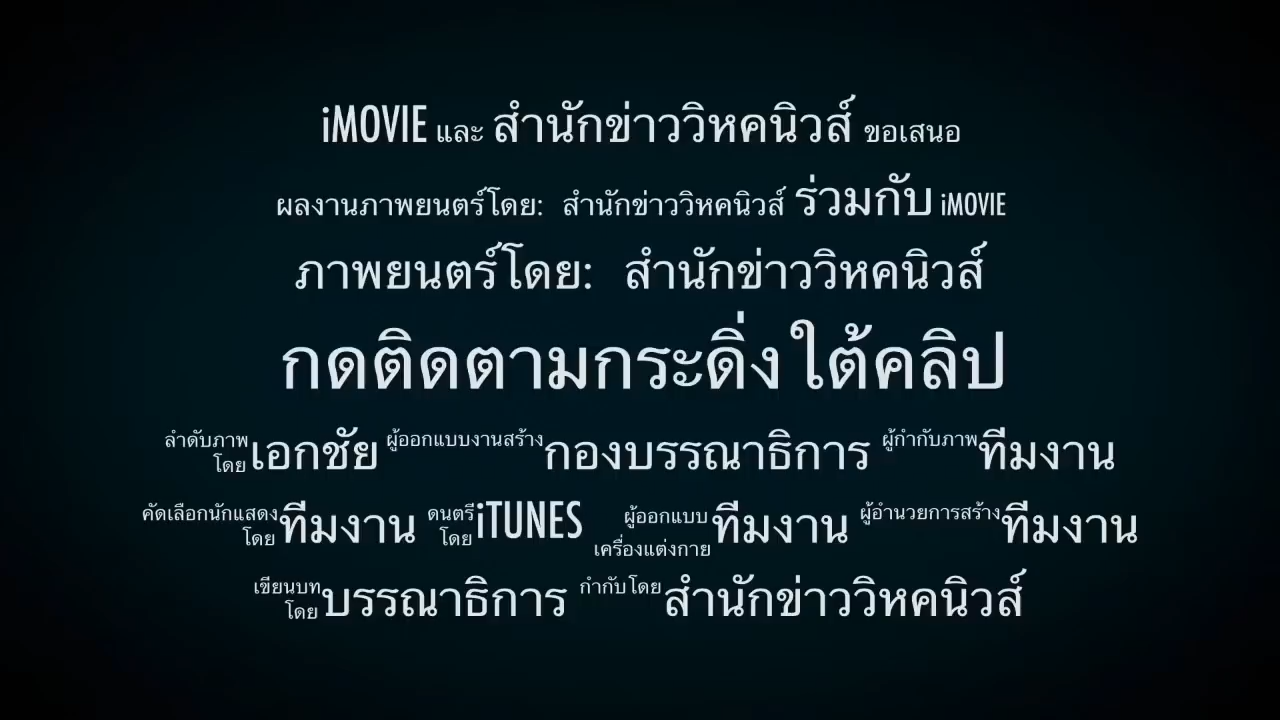 iMOVIE และ สำนักข่าววิหคนิวส์ ขอเสนอ
ผลงานภาพยนตร์โดย: สำนักข่าววิหคนิวส์ ร่วมกับ iMOVIE
ภาพยนตร์โดย: สำนักข่าววิหคนิวส์
กดติดตามกระดิ่ง ใต้คลิป
ลำดับภาพโดย เอกชัย ผู้ออกแบบงานสร้าง กองบรรณาธิการ ผู้กำกับภาพ ทีมงาน
คัดเลือกนักแสดงโดย ทีมงาน ดนตรีโดย iTUNES ผู้ออกแบบเครื่องแต่งกาย ทีมงาน ผู้อำนวยการสร้าง ทีมงาน
เขียนบทโดย บรรณาธิการ กำกับโดย สำนักข่าววิหคนิวส์